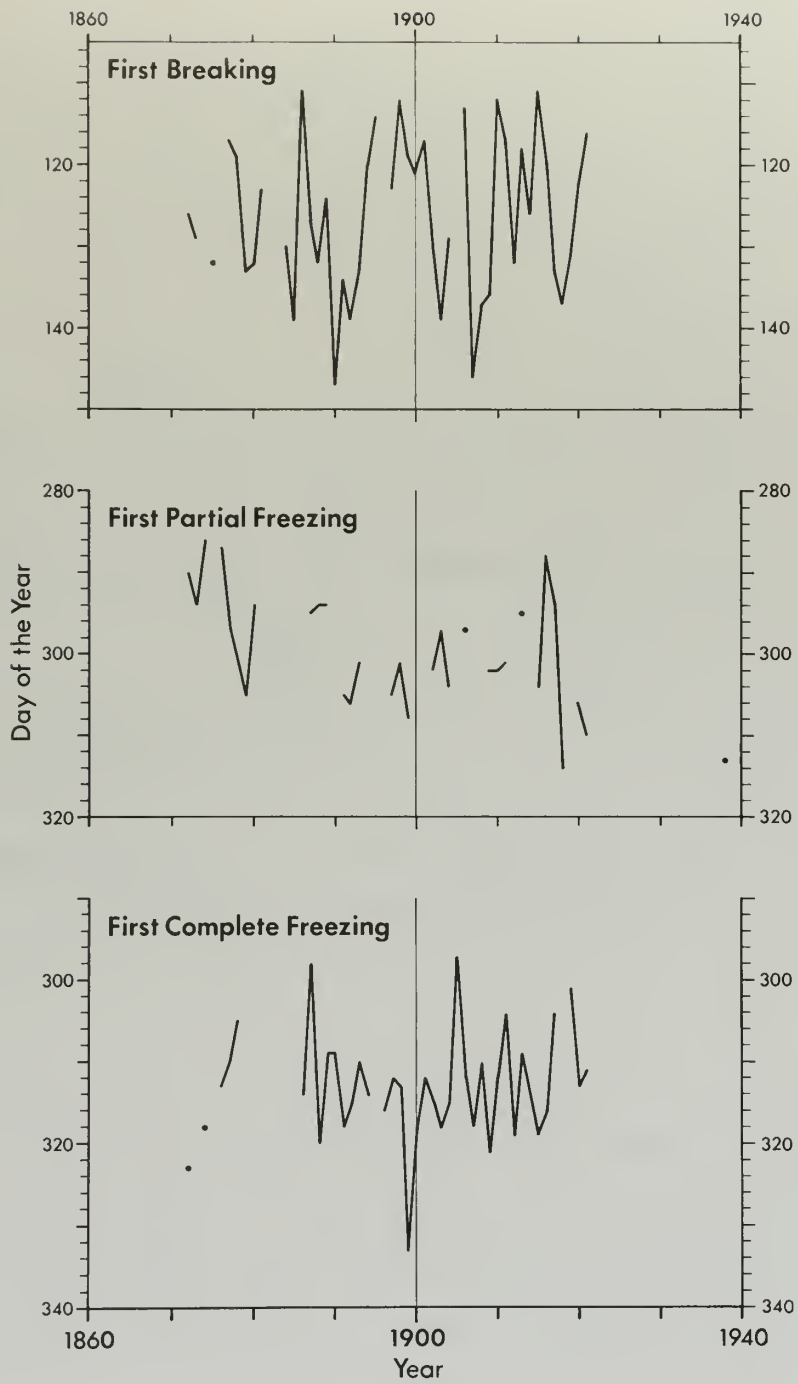 1860 1900 1940
First Breaking
120 120
140 140
280 280
First Partial Freezing
300 300
320 320
Day of the Year
First Complete Freezing
300 300
320 320
340 340
1860 1900 1940
Year